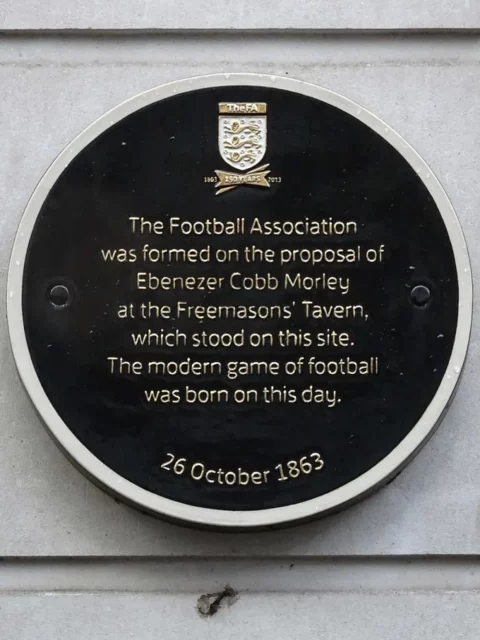 The FA
1863 150 YEARS 2013
The Football Association
was formed on the proposal of
Ebenezer Cobb Morley
at the Freemasons' Tavern,
which stood on this site.
The modern game of football
was born on this day.
26 October 1863